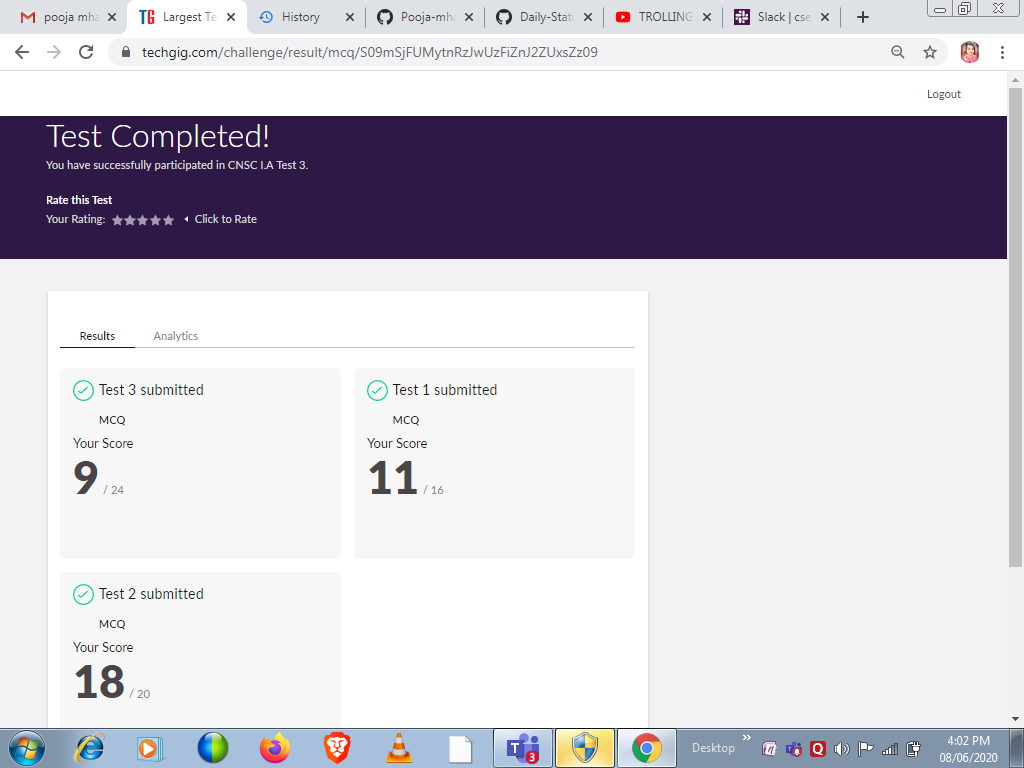 pooja mha
Largest Te
History
Pooja-mha
Daily-Statu
TROLLING
Slack | cse
techgig.com/challenge/result/mcq/S09mSjFUMytnRzJwUzFiZnJ2ZUxsZz09
Logout
Test Completed!
You have successfully participated in CNSC I.A Test 3.
Rate this Test
Your Rating: Click to Rate
Results Analytics
Test 3 submitted
MCQ
Your Score
9 / 24
Test 1 submitted
MCQ
Your Score
11 / 16
Test 2 submitted
MCQ
Your Score
18 / 20
Desktop
4:02 PM
08/06/2020